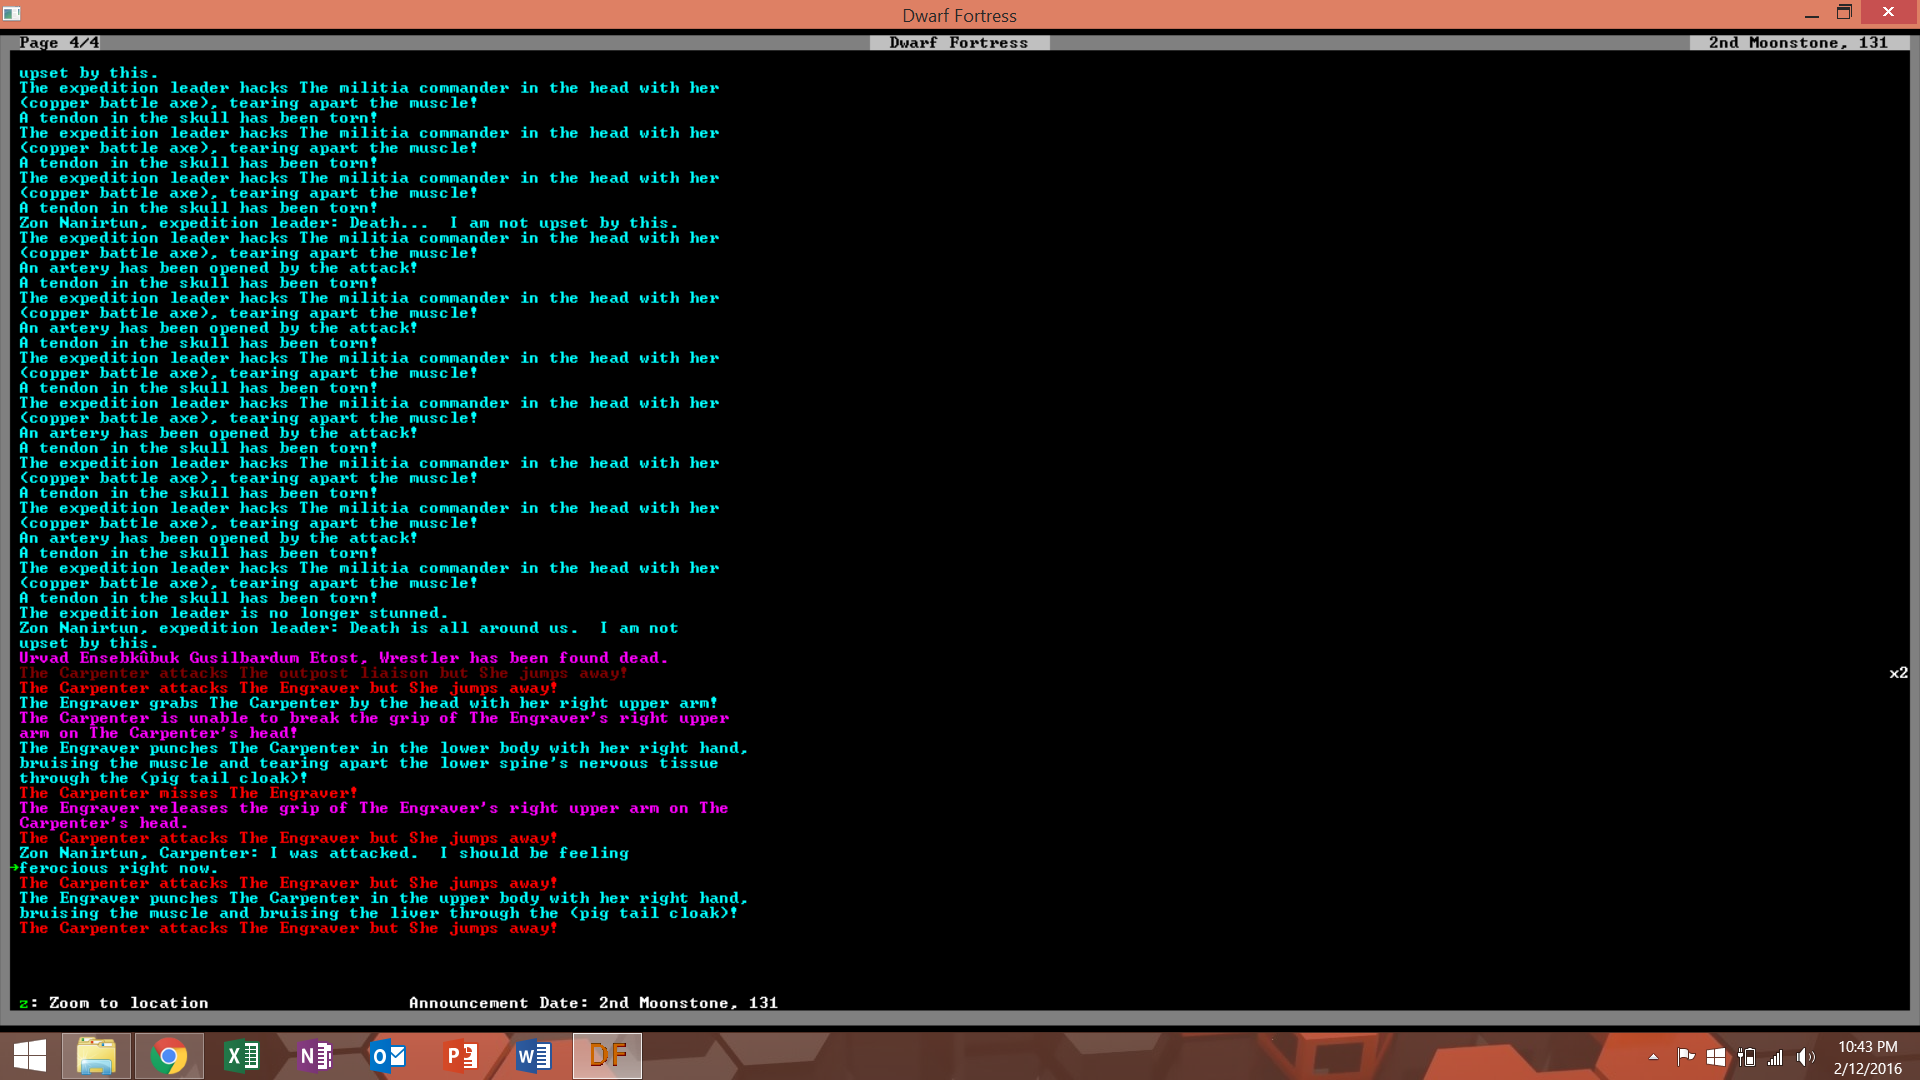 Dwarf Fortress
Page 4/4 Dwarf Fortress 2nd Moonstone, 131
upset by this.
The expedition leader hacks The militia commander in the head with her
(copper battle axe), tearing apart the muscle!
A tendon in the skull has been torn!
The expedition leader hacks The militia commander in the head with her
(copper battle axe), tearing apart the muscle!
A tendon in the skull has been torn!
The expedition leader hacks The militia commander in the head with her
(copper battle axe), tearing apart the muscle!
A tendon in the skull has been torn!
Zon Nanirtun, expedition leader: Death...  I am not upset by this.
The expedition leader hacks The militia commander in the head with her
(copper battle axe), tearing apart the muscle!
An artery has been opened by the attack!
A tendon in the skull has been torn!
The expedition leader hacks The militia commander in the head with her
(copper battle axe), tearing apart the muscle!
An artery has been opened by the attack!
A tendon in the skull has been torn!
The expedition leader hacks The militia commander in the head with her
(copper battle axe), tearing apart the muscle!
A tendon in the skull has been torn!
The expedition leader hacks The militia commander in the head with her
(copper battle axe), tearing apart the muscle!
An artery has been opened by the attack!
A tendon in the skull has been torn!
The expedition leader hacks The militia commander in the head with her
(copper battle axe), tearing apart the muscle!
A tendon in the skull has been torn!
The expedition leader hacks The militia commander in the head with her
(copper battle axe), tearing apart the muscle!
An artery has been opened by the attack!
A tendon in the skull has been torn!
The expedition leader hacks The militia commander in the head with her
(copper battle axe), tearing apart the muscle!
A tendon in the skull has been torn!
The expedition leader is no longer stunned.
Zon Nanirtun, expedition leader: Death is all around us.  I am not
upset by this.
Urvad Ensebkûbuk Gusilbardum Etost, Wrestler has been found dead.
The Carpenter attacks The outpost liaison but She jumps away! x2
The Carpenter attacks The Engraver but She jumps away!
The Engraver grabs The Carpenter by the head with her right upper arm!
The Carpenter is unable to break the grip of The Engraver's right upper
arm on The Carpenter's head!
The Engraver punches The Carpenter in the lower body with her right hand,
bruising the muscle and tearing apart the lower spine's nervous tissue
through the (pig tail cloak)!
The Carpenter misses The Engraver!
The Engraver releases the grip of The Engraver's right upper arm on The
Carpenter's head.
The Carpenter attacks The Engraver but She jumps away!
Zon Nanirtun, Carpenter: I was attacked.  I should be feeling
→ferocious right now.
The Carpenter attacks The Engraver but She jumps away!
The Engraver punches The Carpenter in the upper body with her right hand,
bruising the muscle and bruising the liver through the (pig tail cloak)!
The Carpenter attacks The Engraver but She jumps away!
z: Zoom to location Announcement Date: 2nd Moonstone, 131
DF
10:43 PM
2/12/2016